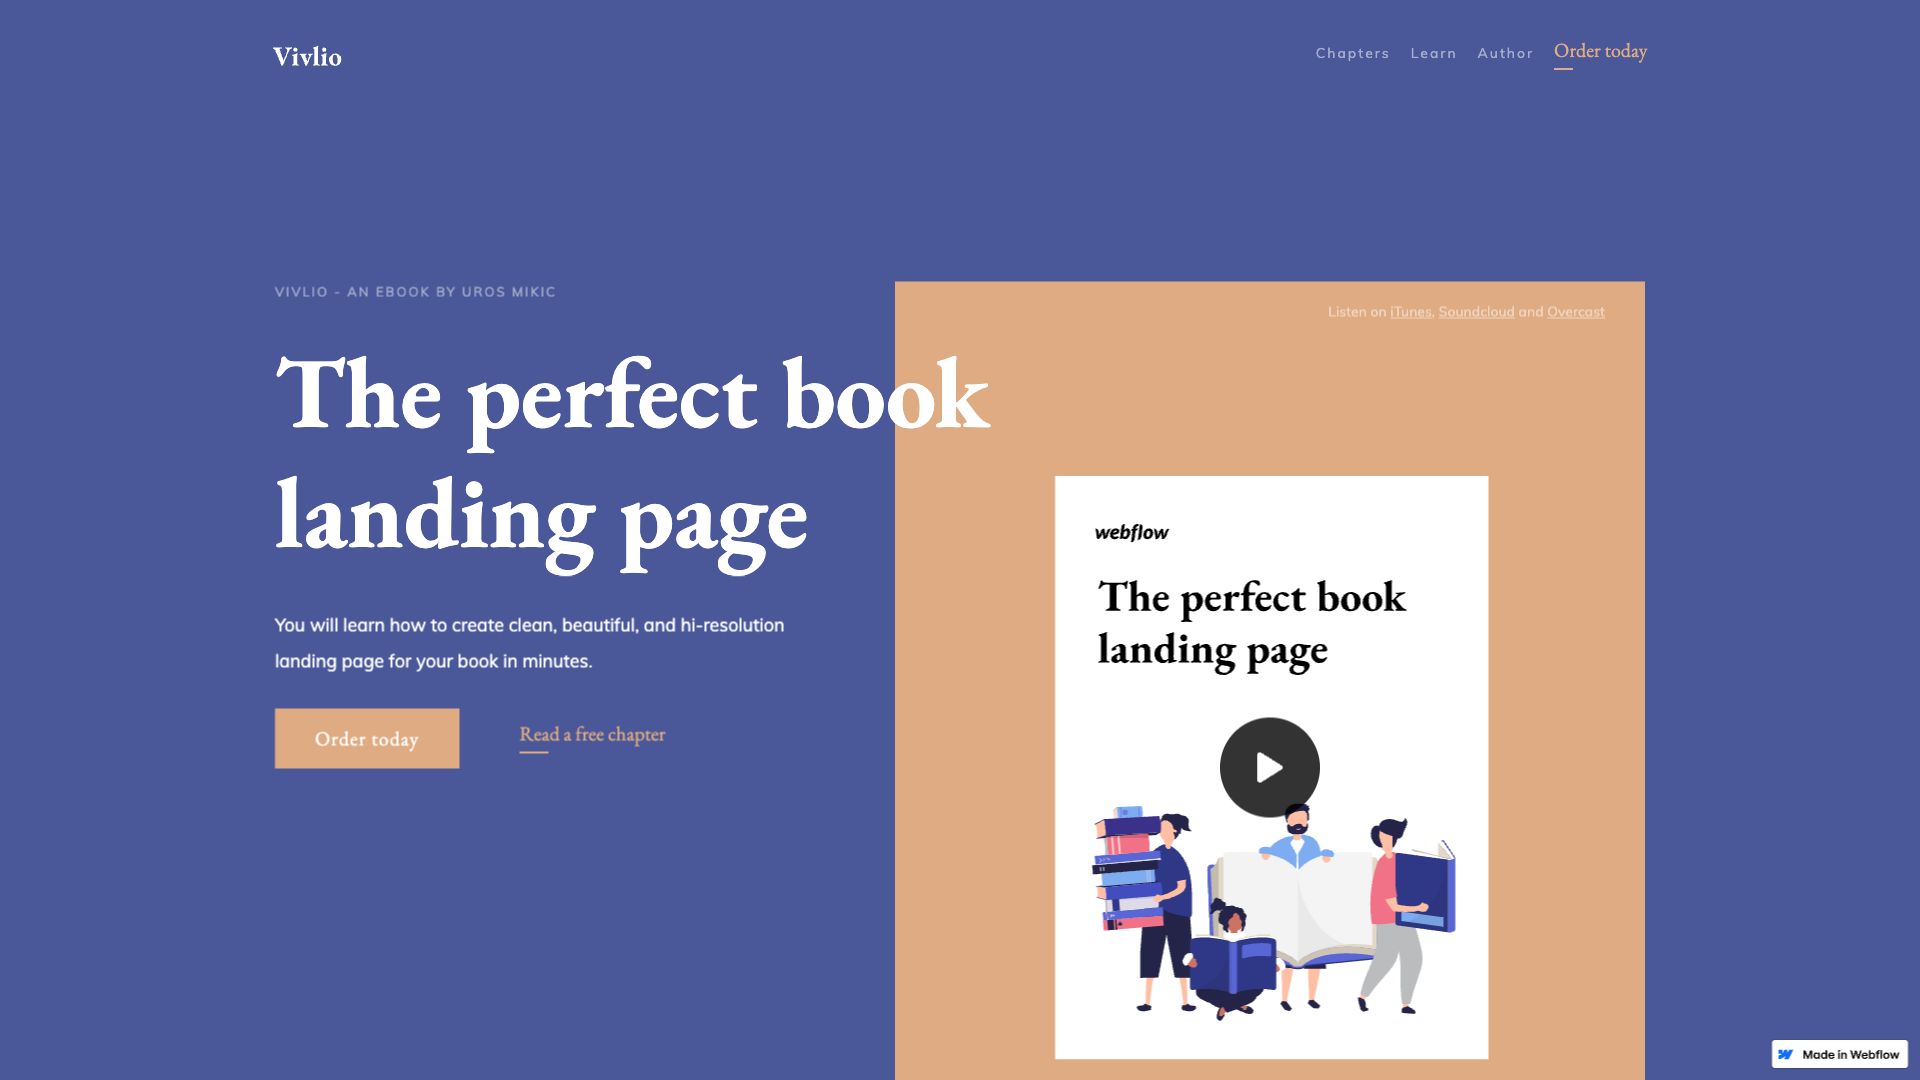 Vivlio
Chapters Learn Author Order today
VIVLIO - AN EBOOK BY UROS MIKIC
Listen on iTunes, Soundcloud and Overcast
The perfect book
landing page
You will learn how to create clean, beautiful, and hi-resolution
landing page for your book in minutes.
Order today
Read a free chapter
webflow
The perfect book
landing page
Made in Webflow